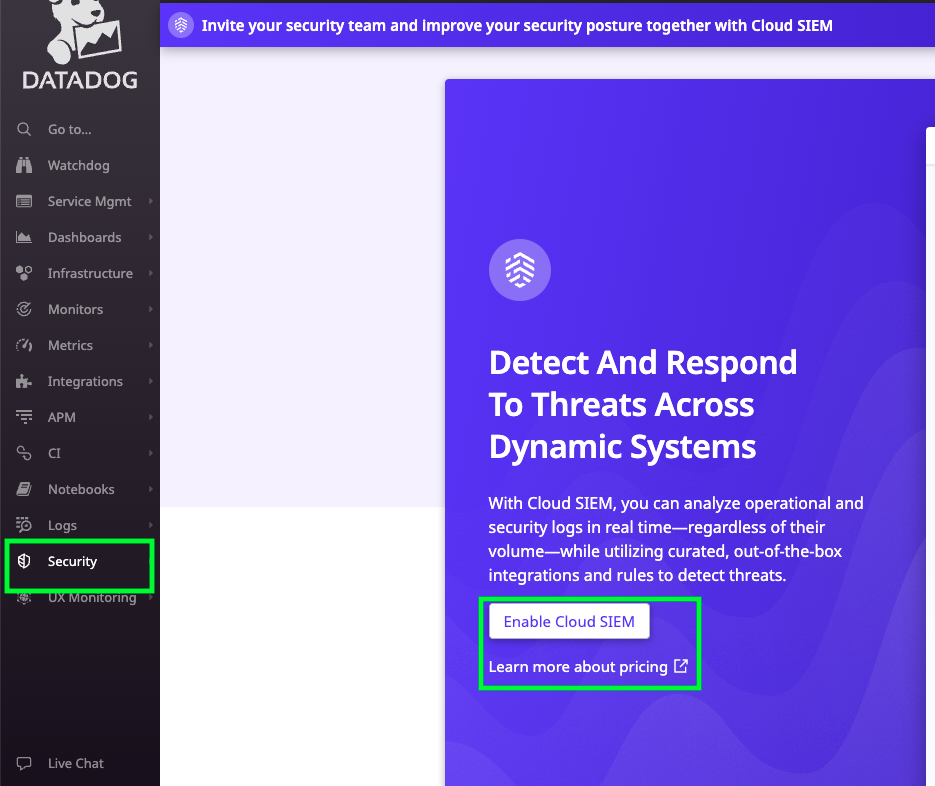 DATADOG
Go to...
Watchdog
Service Mgmt
Dashboards
Infrastructure
Monitors
Metrics
Integrations
APM
CI
Notebooks
Logs
Security
UX Monitoring
Live Chat
Invite your security team and improve your security posture together with Cloud SIEM
Detect And Respond
To Threats Across
Dynamic Systems
With Cloud SIEM, you can analyze operational and
security logs in real time—regardless of their
volume—while utilizing curated, out-of-the-box
integrations and rules to detect threats.
Enable Cloud SIEM
Learn more about pricing